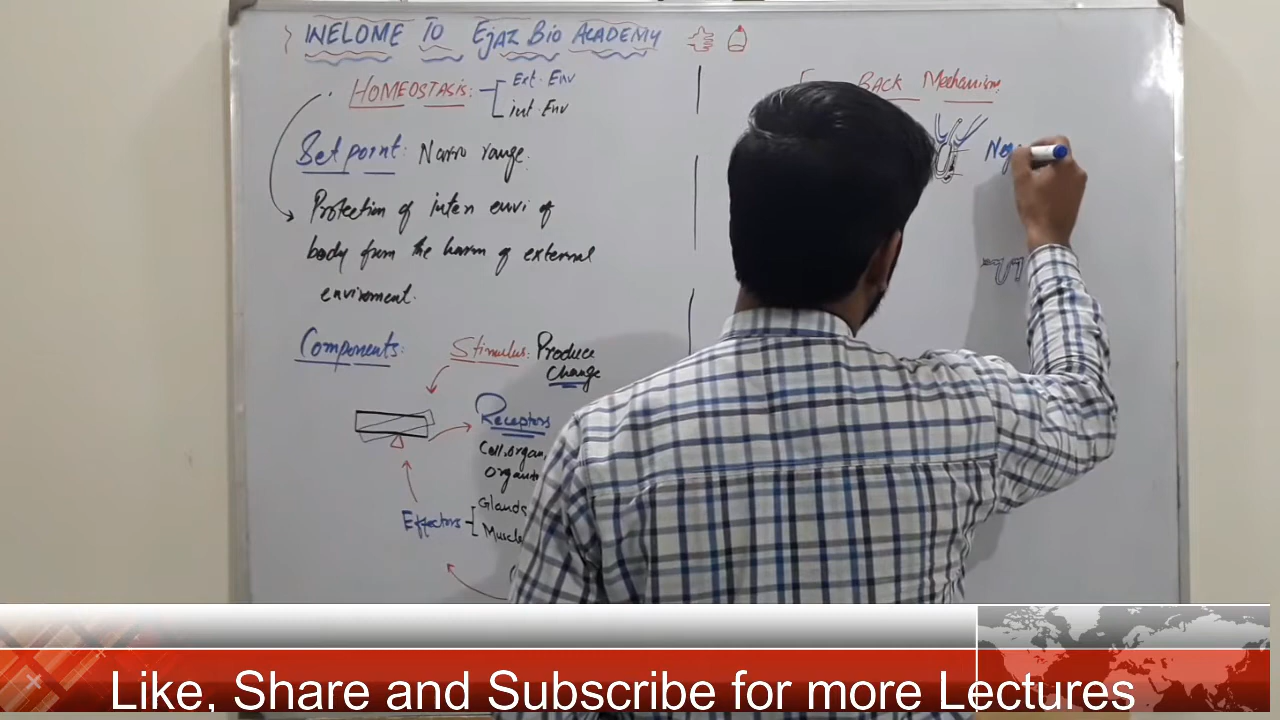 WELOME TO EJAZ BIO ACADEMY
HOMEOSTASIS: Ext. Env
int. Env
Set point: Narro range.
Protection of inten envi of
body from the harm of external
enviroment.
Components: Stimulus: Produce
Change
Receptors
Cell, organ,
Effectors Glands
Muscle
BACK Mechanism
Neg
Like, Share and Subscribe for more Lectures